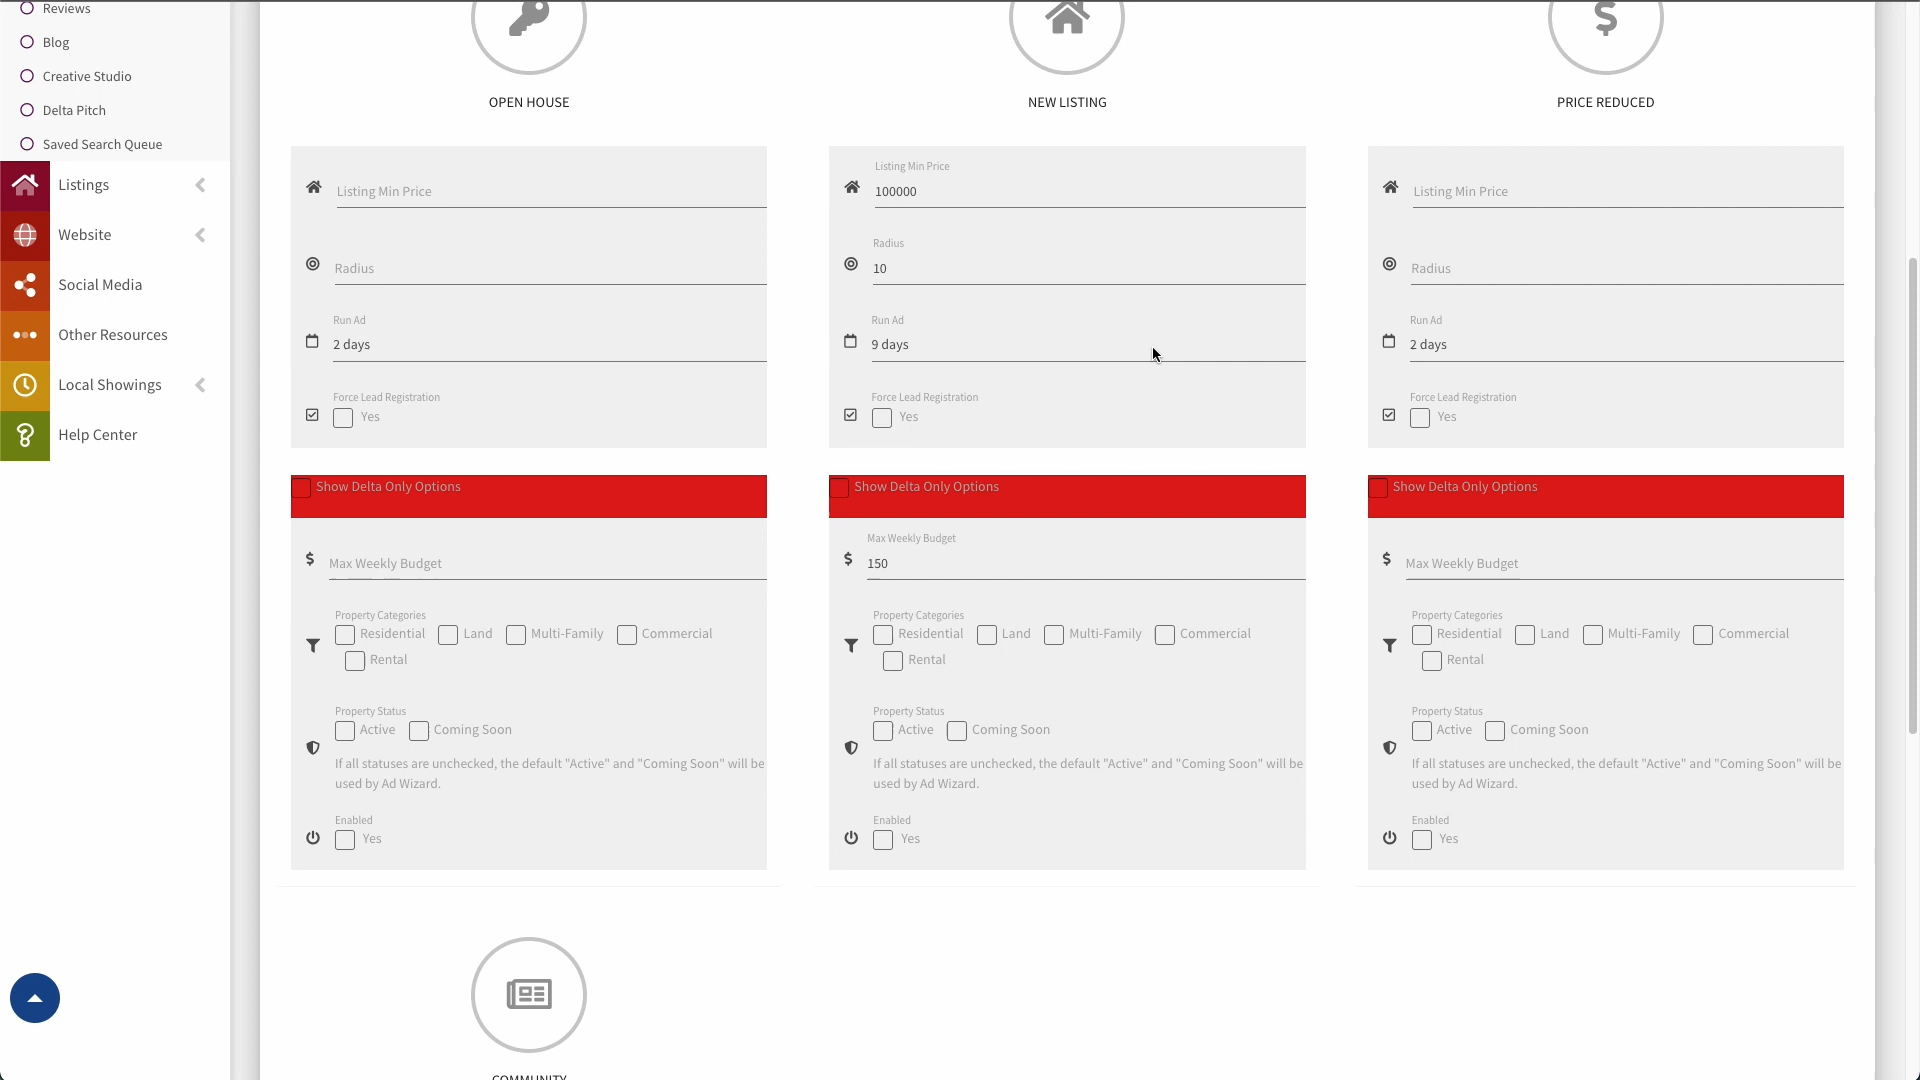 Reviews
Blog
Creative Studio
Delta Pitch
Saved Search Queue
Listings
Website
Social Media
Other Resources
Local Showings
Help Center
OPEN HOUSE
Listing Min Price
Radius
Run Ad
2 days
Force Lead Registration
Yes
Show Delta Only Options
Max Weekly Budget
Property Categories
Residential Land Multi-Family Commercial
Rental
Property Status
Active Coming Soon
If all statuses are unchecked, the default "Active" and "Coming Soon" will be
used by Ad Wizard.
Enabled
Yes
NEW LISTING
Listing Min Price
100000
Radius
10
Run Ad
9 days
Force Lead Registration
Yes
Show Delta Only Options
Max Weekly Budget
150
Property Categories
Residential Land Multi-Family Commercial
Rental
Property Status
Active Coming Soon
If all statuses are unchecked, the default "Active" and "Coming Soon" will be
used by Ad Wizard.
Enabled
Yes
PRICE REDUCED
Listing Min Price
Radius
Run Ad
2 days
Force Lead Registration
Yes
Show Delta Only Options
Max Weekly Budget
Property Categories
Residential Land Multi-Family Commercial
Rental
Property Status
Active Coming Soon
If all statuses are unchecked, the default "Active" and "Coming Soon" will be
used by Ad Wizard.
Enabled
Yes
COMMUNITY